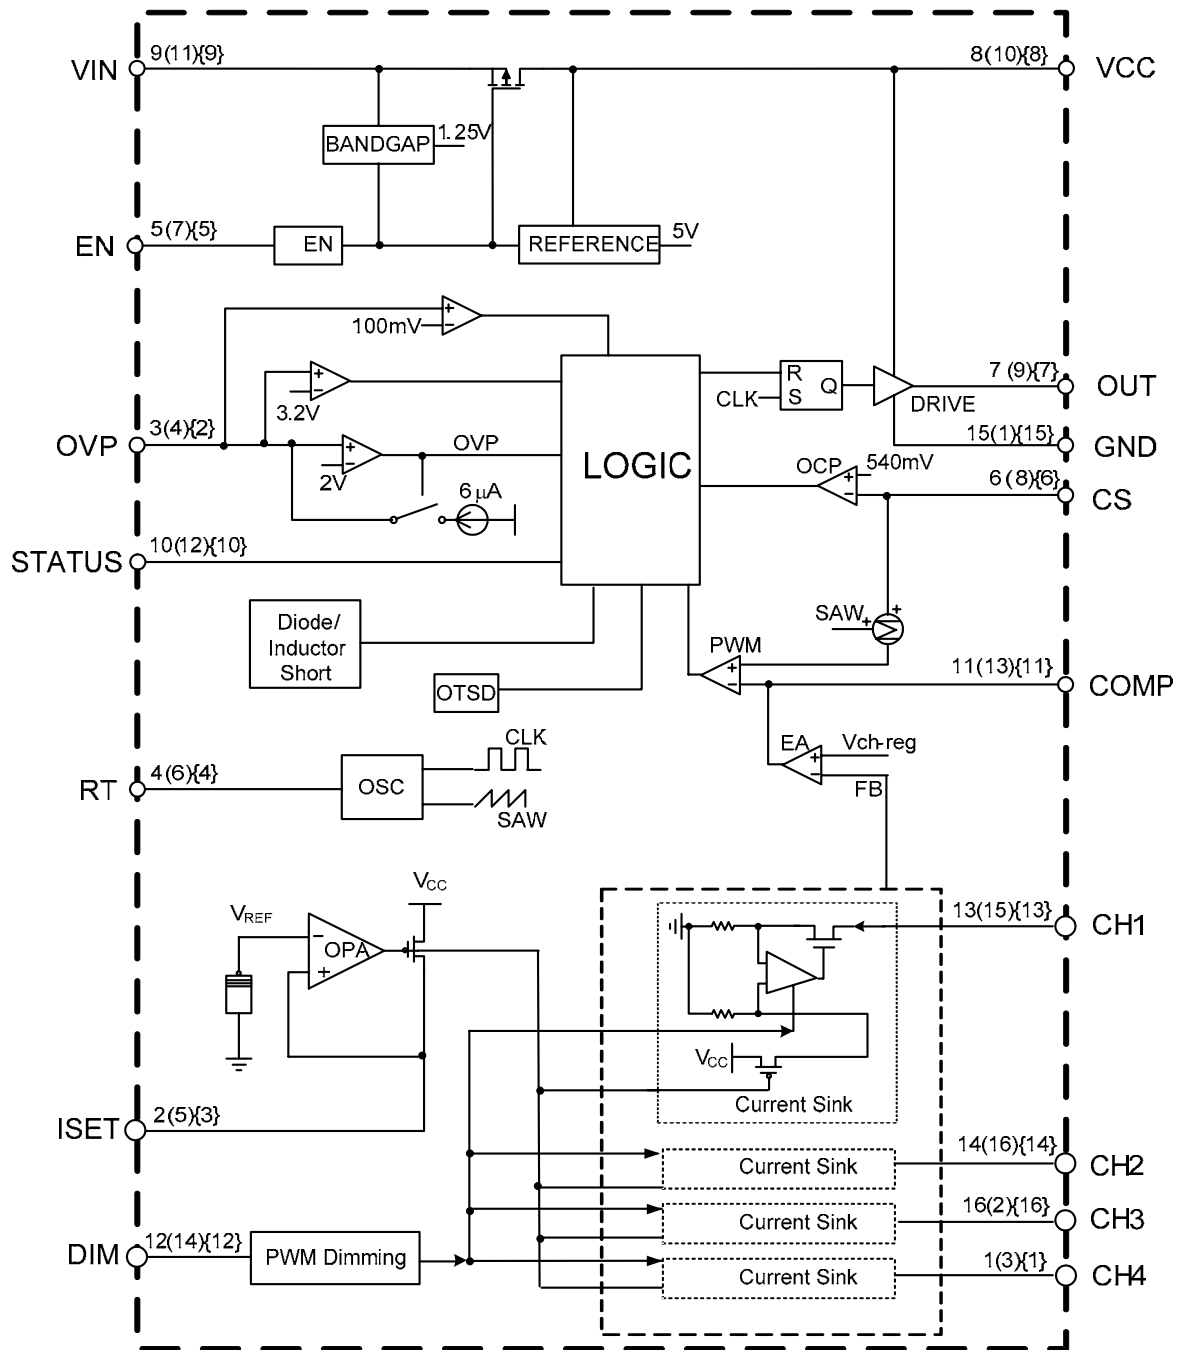 VIN
9(11){9}
8(10){8}
VCC
BANDGAP
1.25V
EN
5(7){5}
EN
REFERENCE
5V
100mV
+
−
3.2V
+
−
OVP
3(4){2}
2V
+
−
OVP
6 µA
LOGIC
R
S
Q
CLK
DRIVE
7 (9){7}
OUT
15(1){15}
GND
OCP
540mV
+
−
6 (8){6}
CS
STATUS
10(12){10}
Diode/
Inductor
Short
OTSD
SAW
+
+
PWM
+
−
11(13){11}
COMP
EA
+
−
Vch-reg
FB
RT
4(6){4}
OSC
CLK
SAW
VCC
VREF
−
+
OPA
13(15){13}
CH1
VCC
Current Sink
ISET
2(5){3}
Current Sink
14(16){14}
CH2
Current Sink
16(2){16}
CH3
DIM
12(14){12}
PWM Dimming
Current Sink
1(3){1}
CH4